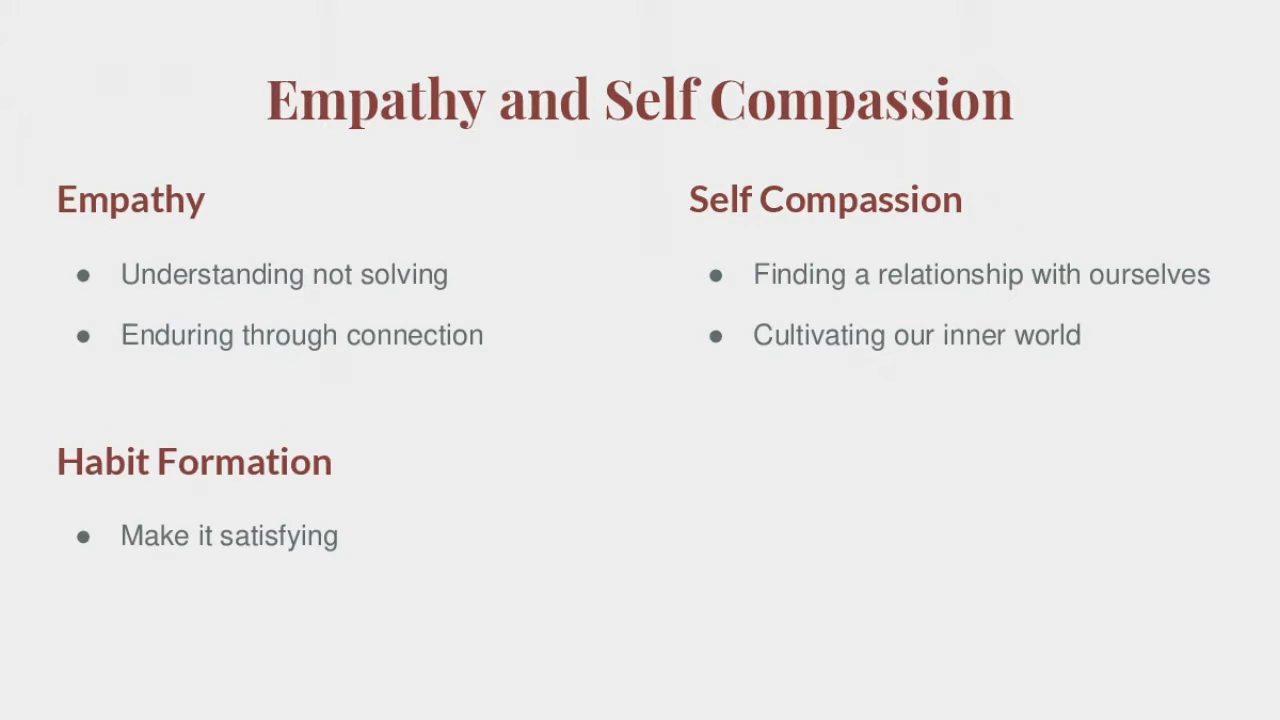 Empathy and Self Compassion
Empathy
Understanding not solving
Enduring through connection
Self Compassion
Finding a relationship with ourselves
Cultivating our inner world
Habit Formation
Make it satisfying